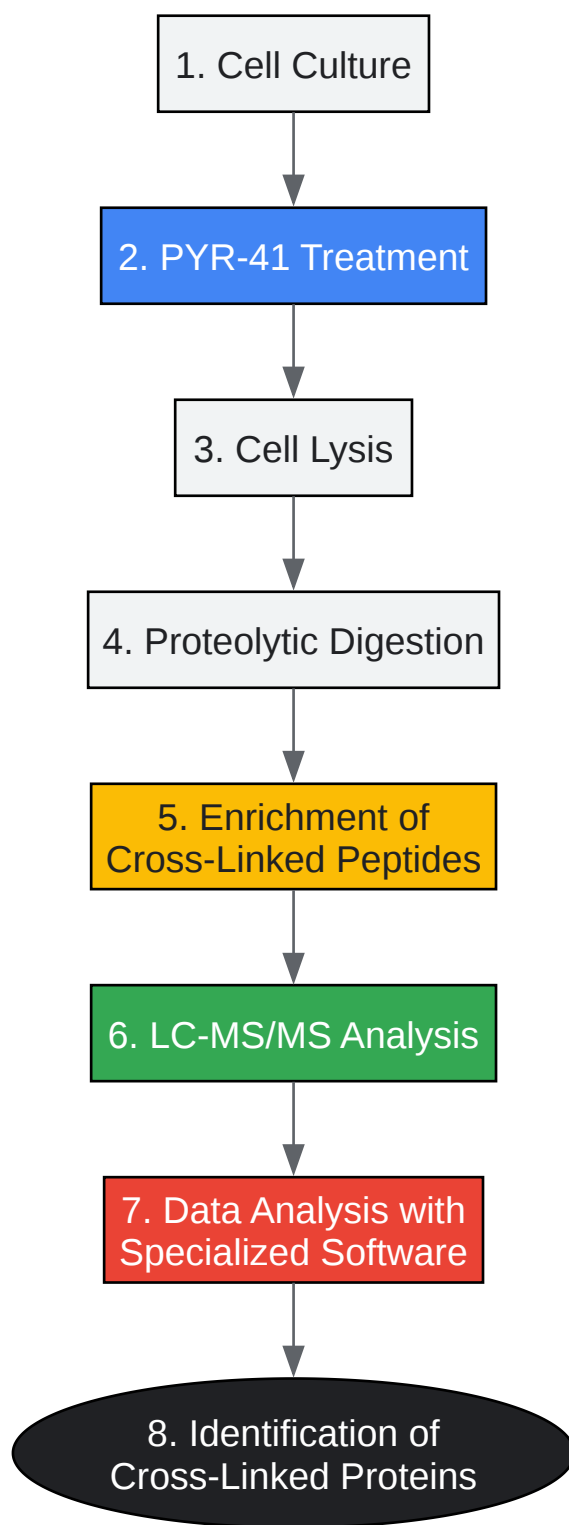 1. Cell Culture
2. PYR-41 Treatment
3. Cell Lysis
4. Proteolytic Digestion
5. Enrichment of
Cross-Linked Peptides
6. LC-MS/MS Analysis
7. Data Analysis with
Specialized Software
8. Identification of
Cross-Linked Proteins